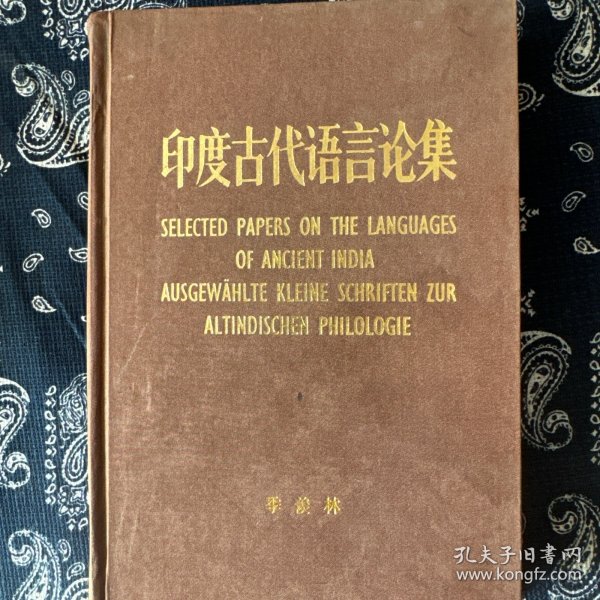 印度古代语言论集
SELECTED PAPERS ON THE LANGUAGES
OF ANCIENT INDIA
AUSGEWÄHLTE KLEINE SCHRIFTEN ZUR
ALTINDISCHEN PHILOLOGIE
季羡林
孔夫子旧书网
www.kongfz.com